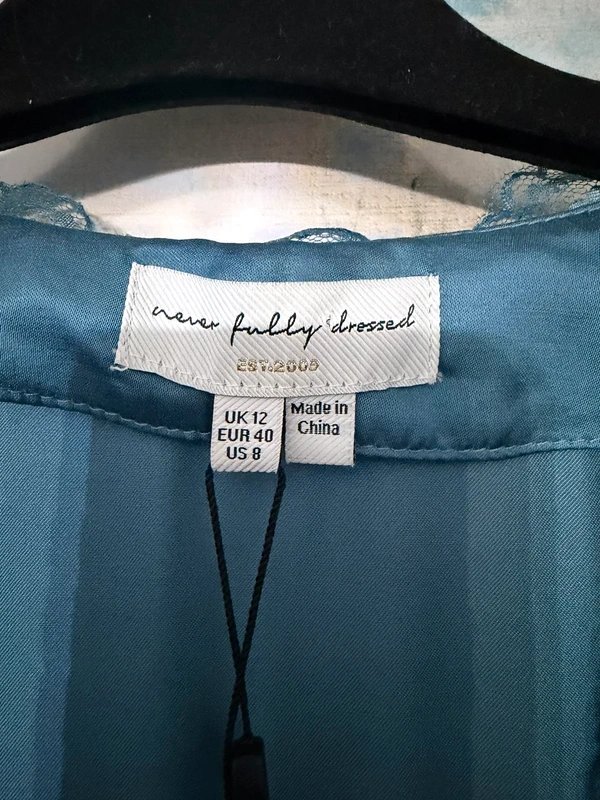 never fully dressed
EST.2009
UK 12
EUR 40
US 8
Made in
China